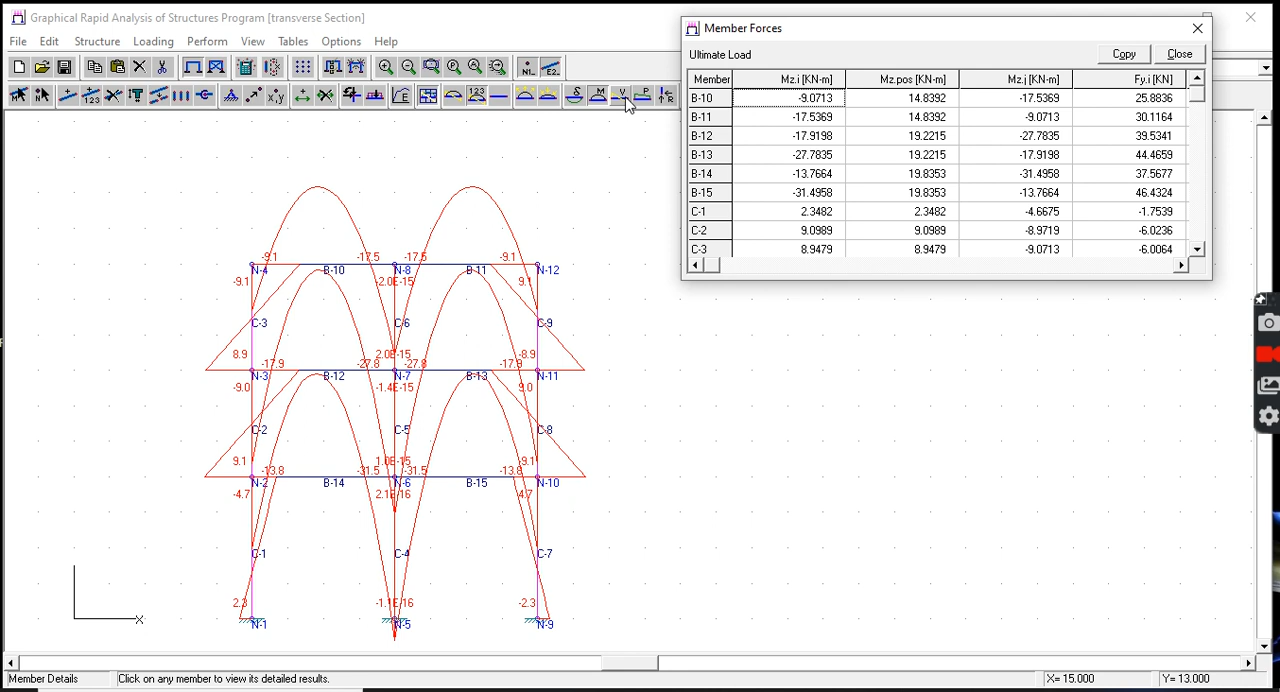 Graphical Rapid Analysis of Structures Program [transverse Section]
File Edit Structure Loading Perform View Tables Options Help
Member Forces
Ultimate Load Copy Close
Member Mz.i [KN-m] Mz.pos [KN-m] Mz.j [KN-m] Fy.i [KN]
B-10 -9.0713 14.8392 -17.5369 25.8836
B-11 -17.5369 14.8392 -9.0713 30.1164
B-12 -17.9198 19.2215 -27.7835 39.5341
B-13 -27.7835 19.2215 -17.9198 44.4659
B-14 -13.7664 19.8353 -31.4958 37.5677
B-15 -31.4958 19.8353 -13.7664 46.4324
C-1 2.3482 2.3482 -4.6675 -1.7539
C-2 9.0989 9.0989 -8.9719 -6.0236
C-3 8.9479 8.9479 -9.0713 -6.0064
-9.1 -17.5 -17.5 -9.1
N-4 B-10 N-8 B-11 N-12
-9.1 -2.0E-15 9.1
C-3 C-6 C-9
8.9 2.0E-15 -8.9
-17.9 -27.8 -27.8 -17.9
N-3 B-12 N-7 B-13 N-11
-9.0 -1.4E-15 9.0
C-2 C-5 C-8
9.1 1.0E-15 -9.1
-13.8 -31.5 -31.5 -13.8
N-2 B-14 N-6 B-15 N-10
-4.7 4.7
C-1 C-4 C-7
2.3 -1.1E-16 -2.3
N-1 N-5 N-9
X
Member Details Click on any member to view its detailed results. X= 15.000 Y= 13.000